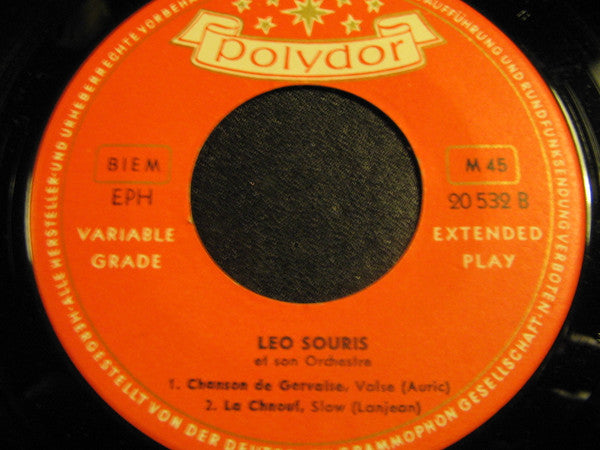 polydor
BIEM
EPH
VARIABLE
GRADE
M 45
20 532 B
EXTENDED
PLAY
LEO SOURIS
et son Orchestre
1. Chanson de Gervaise, Valse (Auric)
2. La Chnouf, Slow (Lanjean)
ALLE HERSTELLER- UND URHEBERRECHTE VORBEHA
AUFFÜHRUNG UND RUNDFUNKSENDUNG VERBOTEN
HERGESTELLT VON DER DEUT GRAMMOPHON GESELLSCHAFT